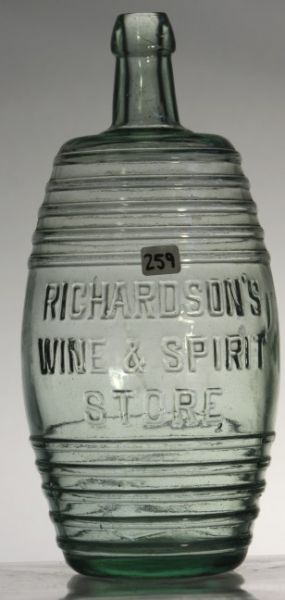 259
RICHARDSON'S
WINE & SPIRIT
STORE